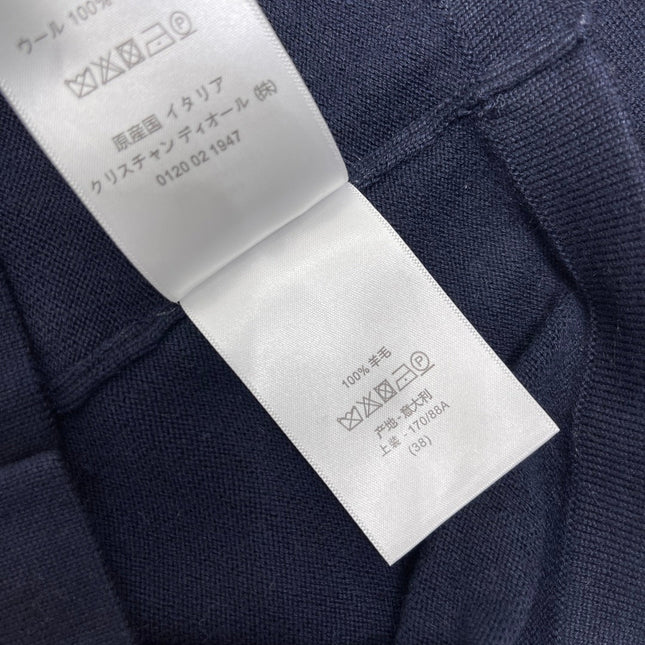 ウール 100%
原産国 イタリア
クリスチャン ディオール (株)
0120 02 1947
100% 羊毛
P
产地 - 意大利
上装 - 170/88A
(38)